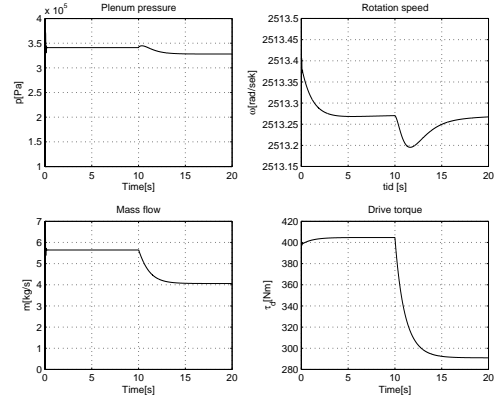 Plenum pressure
x 10^5
4
3.5
3
2.5
2
1.5
1
p[Pa]
0 5 10 15 20
Time[s]
Rotation speed
2513.5
2513.45
2513.4
2513.35
2513.3
2513.25
2513.2
2513.15
ω[rad/sek]
0 5 10 15 20
tid [s]
Mass flow
7
6
5
4
3
2
1
0
m[kg/s]
0 5 10 15 20
Time[s]
Drive torque
420
400
380
360
340
320
300
280
τd[Nm]
0 5 10 15 20
Time[s]